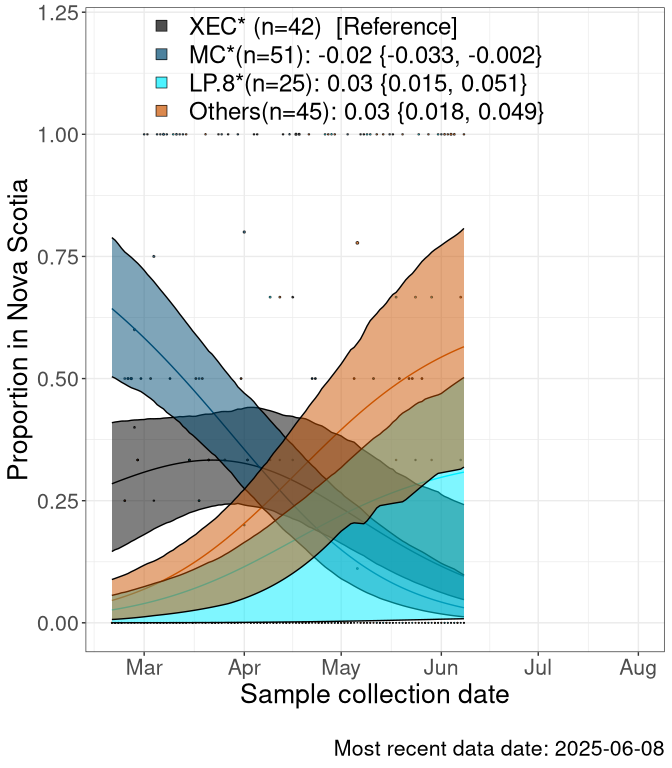 XEC* (n=42)  [Reference]
MC*(n=51): -0.02 {-0.033, -0.002}
LP.8*(n=25): 0.03 {0.015, 0.051}
Others(n=45): 0.03 {0.018, 0.049}
Proportion in Nova Scotia
1.25
1.00
0.75
0.50
0.25
0.00
Mar Apr May Jun Jul Aug
Sample collection date
Most recent data date: 2025-06-08